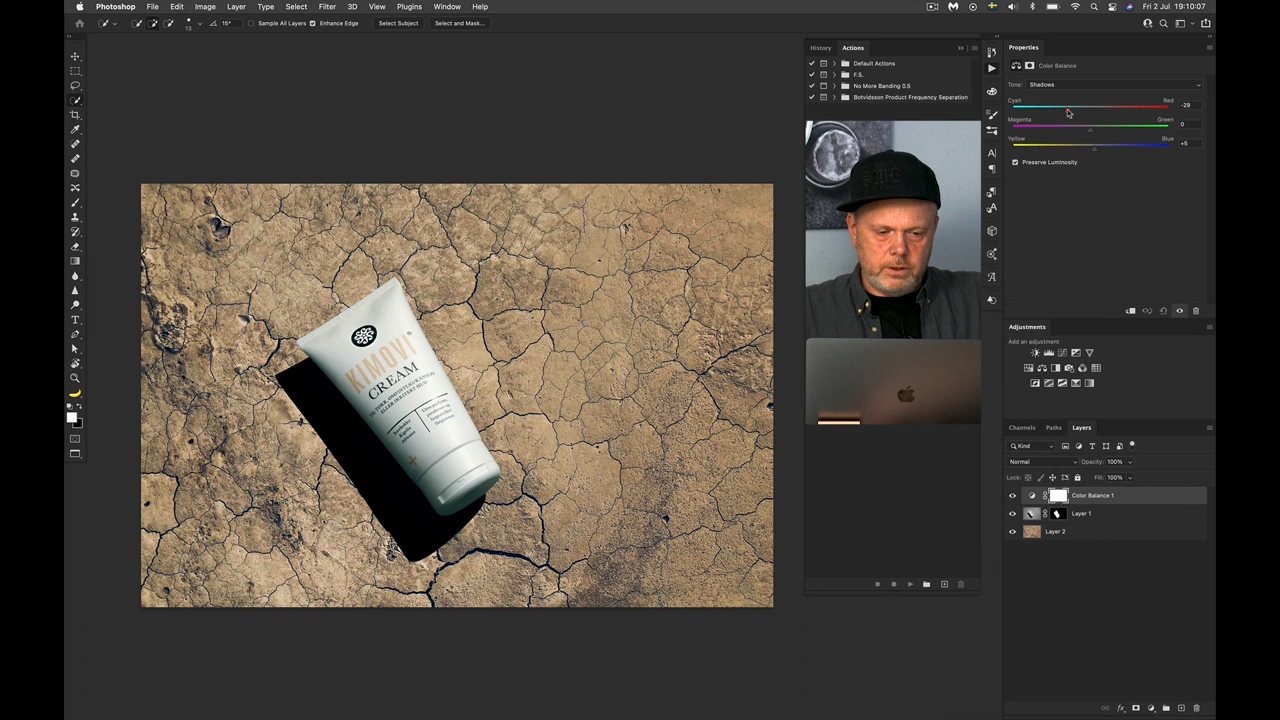 Photoshop File Edit Image Layer Type Select Filter 3D View Plugins Window Help
Fri 2 Jul 19:10:07
13
15°
Sample All Layers
Enhance Edge
Select Subject
Select and Mask...
History Actions
Default Actions
F.S.
No More Banding 0.5
Botvidsson Product Frequency Separation
Properties
Color Balance
Tone: Shadows
Cyan Red -29
Magenta Green 0
Yellow Blue +5
Preserve Luminosity
KIMOVI
CREAM
Adjustments
Add an adjustment
Channels Paths Layers
Kind
Normal Opacity: 100%
Lock: Fill: 100%
Color Balance 1
Layer 1
Layer 2